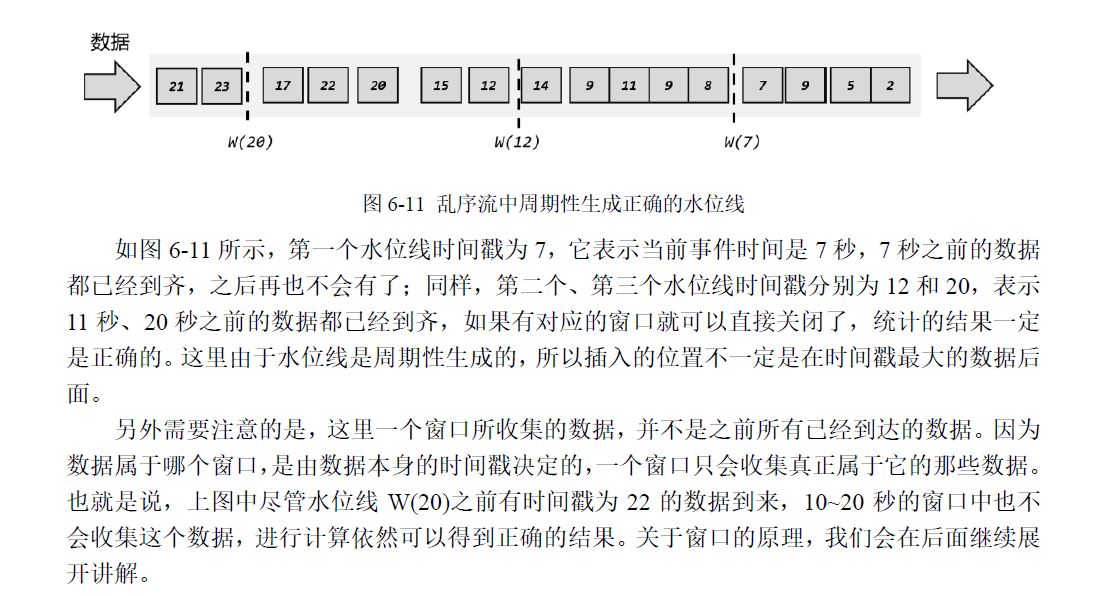 数据
21 23 17 22 20 15 12 14 9 11 9 8 7 9 5 2
W(20) W(12) W(7)
图 6-11 乱序流中周期性生成正确的水位线
如图 6-11 所示，第一个水位线时间戳为 7，它表示当前事件时间是 7 秒，7 秒之前的数据
都已经到齐，之后再也不会有了；同样，第二个、第三个水位线时间戳分别为 12 和 20，表示
11 秒、20 秒之前的数据都已经到齐，如果有对应的窗口就可以直接关闭了，统计的结果一定
是正确的。这里由于水位线是周期性生成的，所以插入的位置不一定是在时间戳最大的数据后
面。
另外需要注意的是，这里一个窗口所收集的数据，并不是之前所有已经到达的数据。因为
数据属于哪个窗口，是由数据本身的时间戳决定的，一个窗口只会收集真正属于它的那些数据。
也就是说，上图中尽管水位线 W(20)之前有时间戳为 22 的数据到来，10~20 秒的窗口中也不
会收集这个数据，进行计算依然可以得到正确的结果。关于窗口的原理，我们会在后面继续展
开讲解。